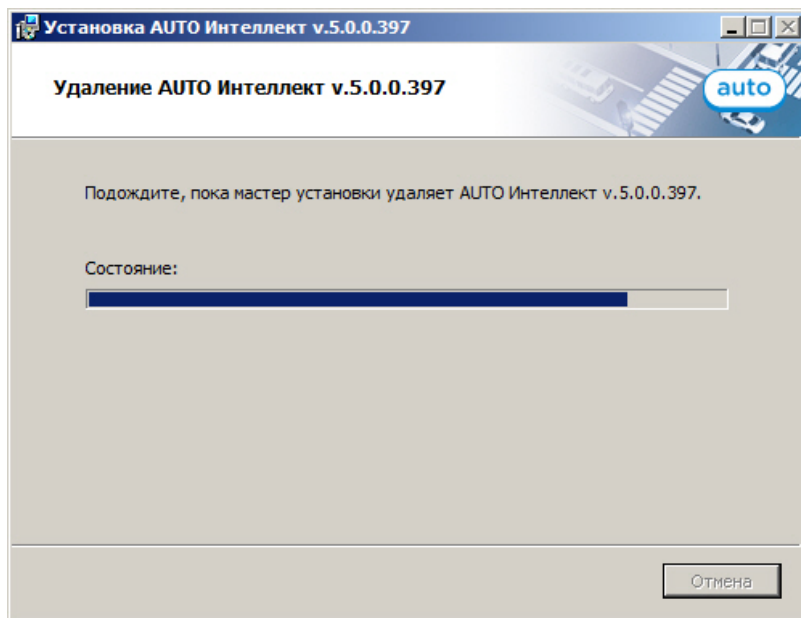 Установка AUTO Интеллект v.5.0.0.397
Удаление AUTO Интеллект v.5.0.0.397
auto
Подождите, пока мастер установки удаляет AUTO Интеллект v.5.0.0.397.
Состояние:
Отмена